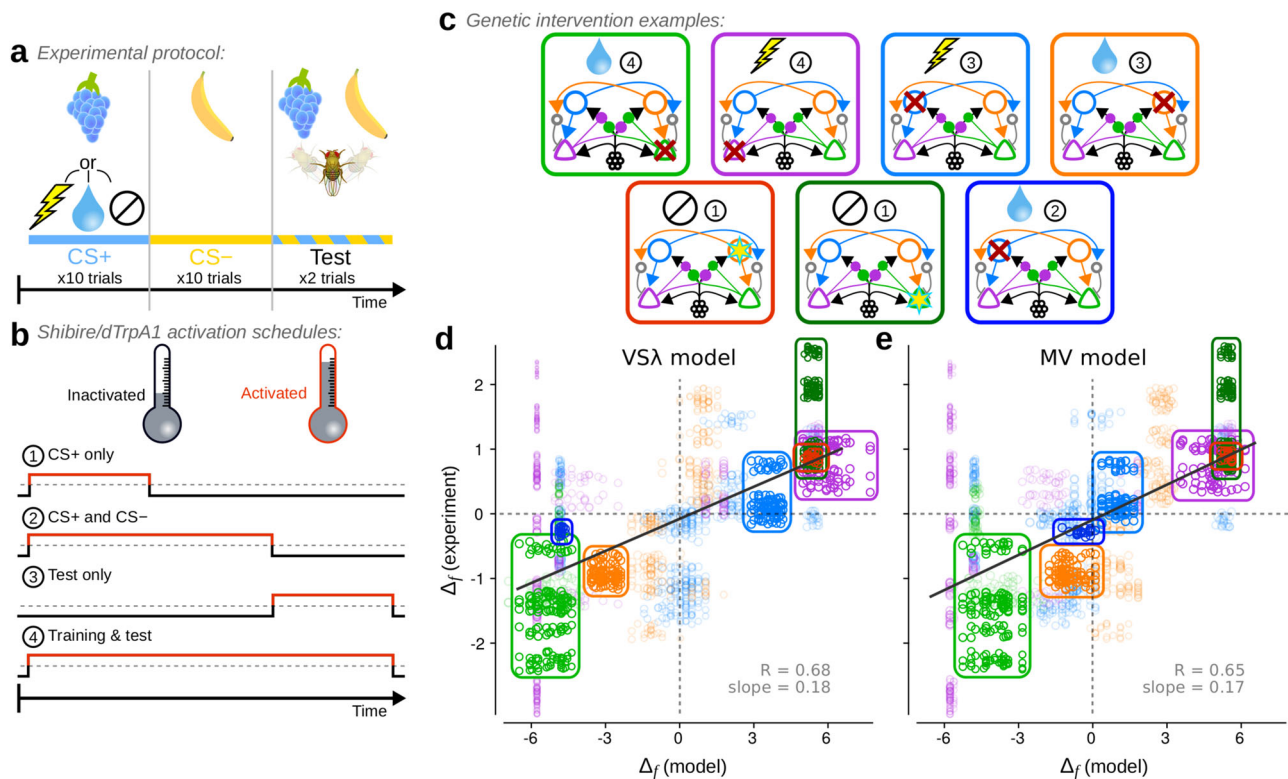 a Experimental protocol:
or
CS+
CS−
Test
x10 trials
x10 trials
x2 trials
Time
b Shibire/dTrpA1 activation schedules:
Inactivated
Activated
1 CS+ only
2 CS+ and CS−
3 Test only
4 Training & test
Time
c Genetic intervention examples:
4
4
3
3
1
1
2
d
VSλ model
Δf (experiment)
2
1
0
-1
-2
R = 0.68
slope = 0.18
-6
-3
0
3
6
Δf (model)
e
MV model
R = 0.65
slope = 0.17
-6
-3
0
3
6
Δf (model)